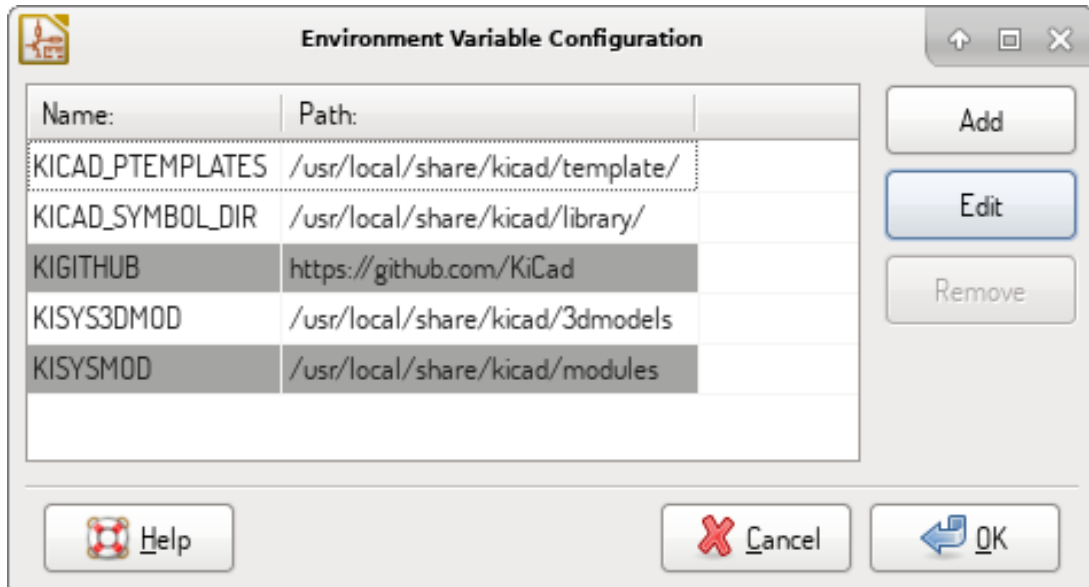 Environment Variable Configuration
Name: Path:
Add
KICAD_PTEMPLATES /usr/local/share/kicad/template/
KICAD_SYMBOL_DIR /usr/local/share/kicad/library/
Edit
KIGITHUB https://github.com/KiCad
Remove
KISYS3DMOD /usr/local/share/kicad/3dmodels
KISYSMOD /usr/local/share/kicad/modules
Help Cancel OK